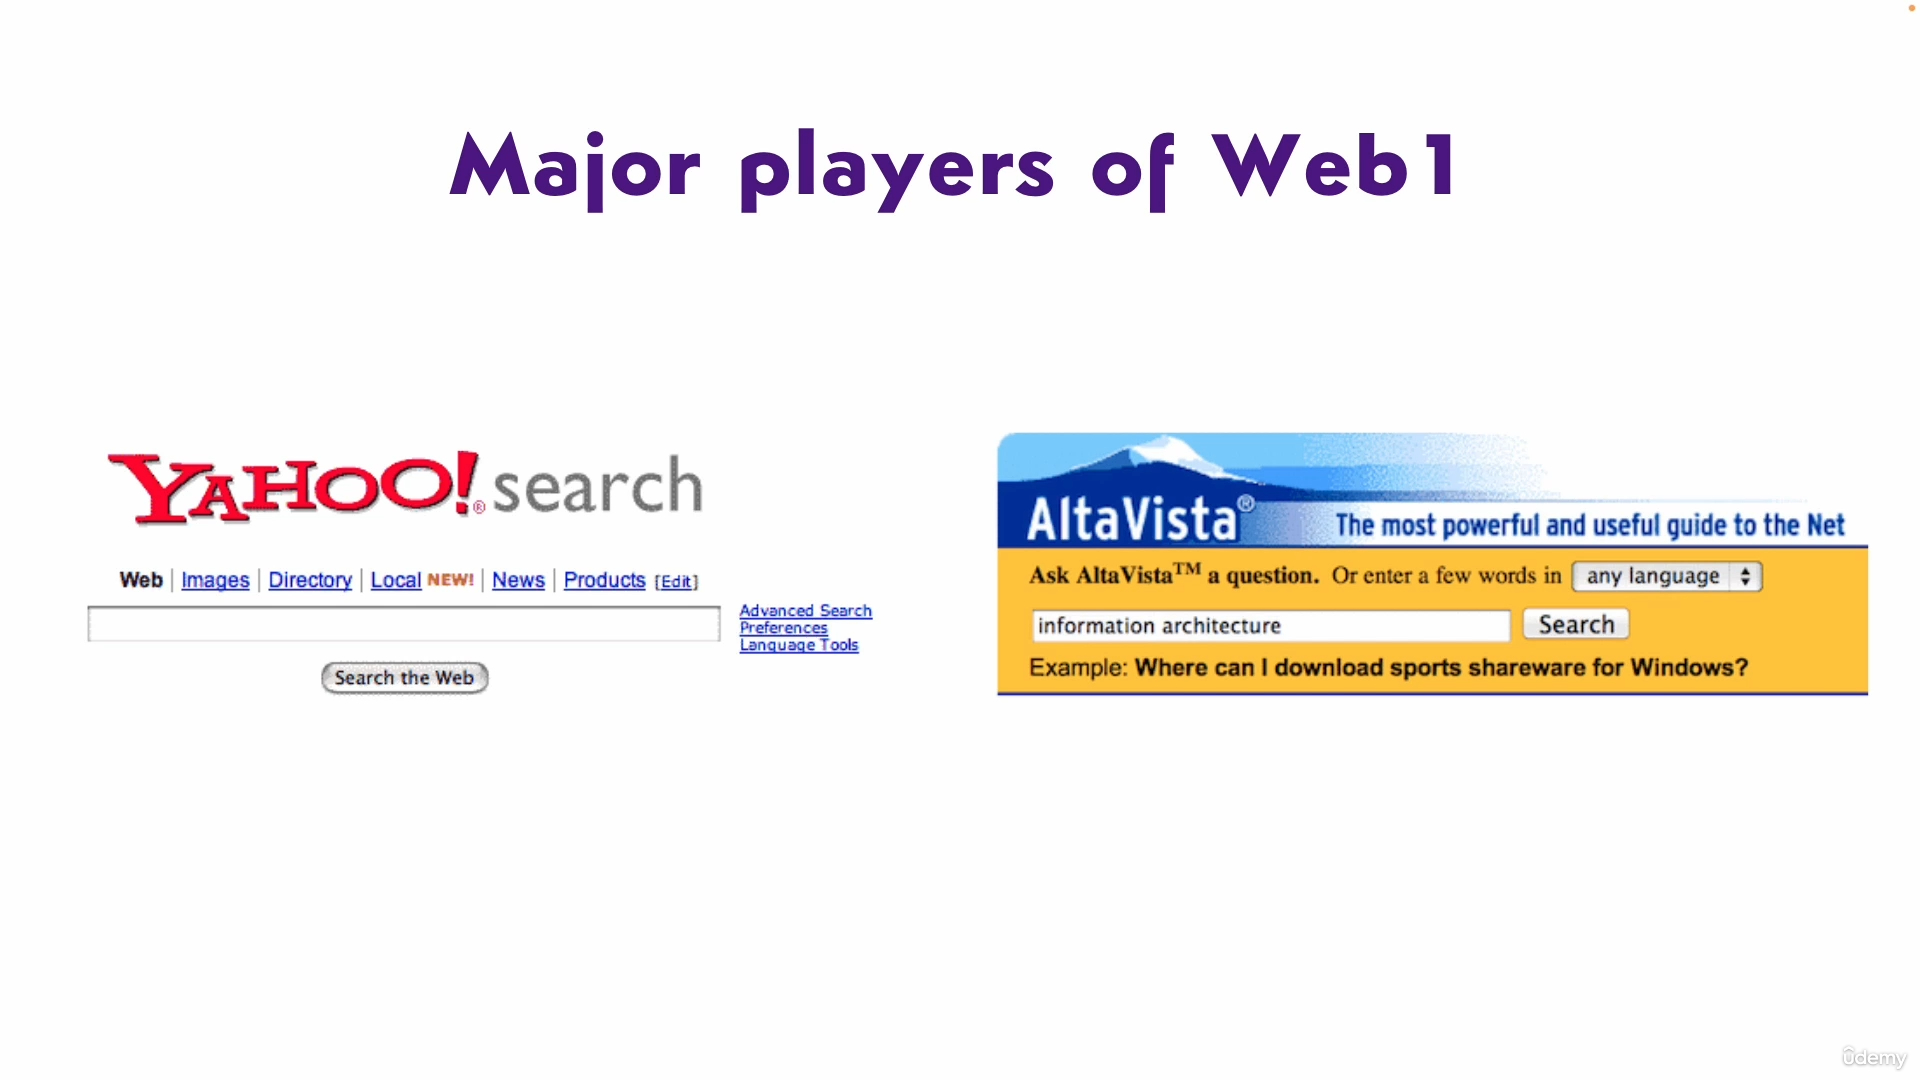 Major players of Web1
YAHOO!® search
Web | Images | Directory | Local NEW! | News | Products [Edit]
Advanced Search
Preferences
Language Tools
Search the Web
AltaVista®
The most powerful and useful guide to the Net
Ask AltaVista™ a question. Or enter a few words in any language
information architecture Search
Example: Where can I download sports shareware for Windows?
ûdemy